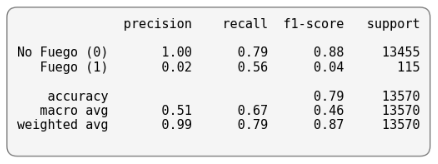 precision recall f1-score support
No Fuego (0) 1.00 0.79 0.88 13455
Fuego (1) 0.02 0.56 0.04 115
accuracy 0.79 13570
macro avg 0.51 0.67 0.46 13570
weighted avg 0.99 0.79 0.87 13570